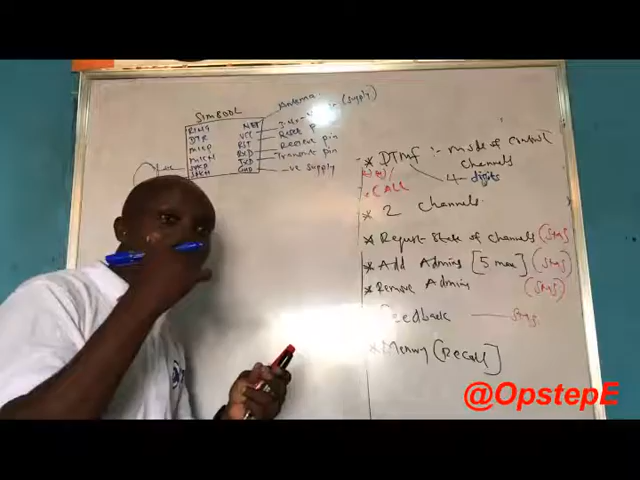 SIM800L
RING NET
DTR VCC
MICP RST
MICN RXD
SPKP TXD
SPKN GND
Antenna
(supply)
Reset
Receive pin
Transmit pin
-ve supply
* DTMF :- mode of control
channels
4-digits
CALL
* 2 channels
* Request State of channels (SMS)
* Add Admins [5 max] (SMS)
* Remove Admins (SMS)
Feedback — SMS
* Memory [Recall]
@OpstepE